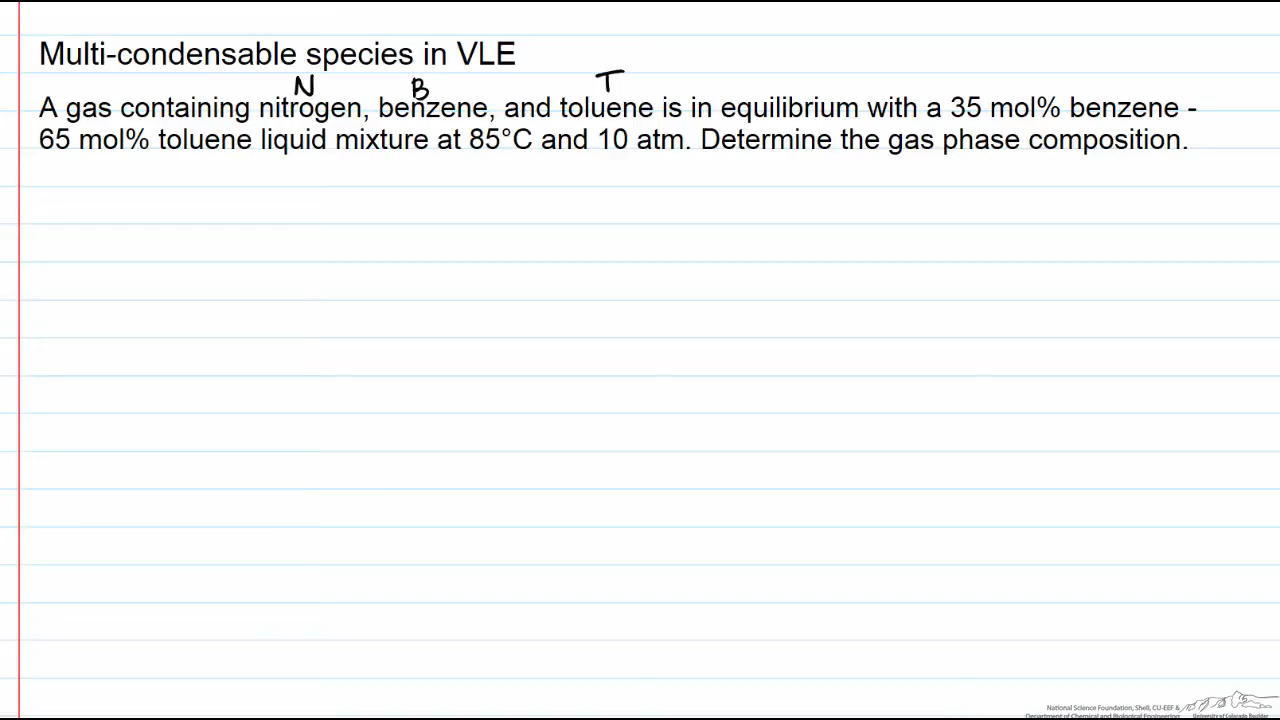 Multi-condensable species in VLE
N B T
A gas containing nitrogen, benzene, and toluene is in equilibrium with a 35 mol% benzene -
65 mol% toluene liquid mixture at 85°C and 10 atm. Determine the gas phase composition.
National Science Foundation, Shell, CU-EEF &
Department of Chemical and Biological Engineering
University of Colorado Boulder